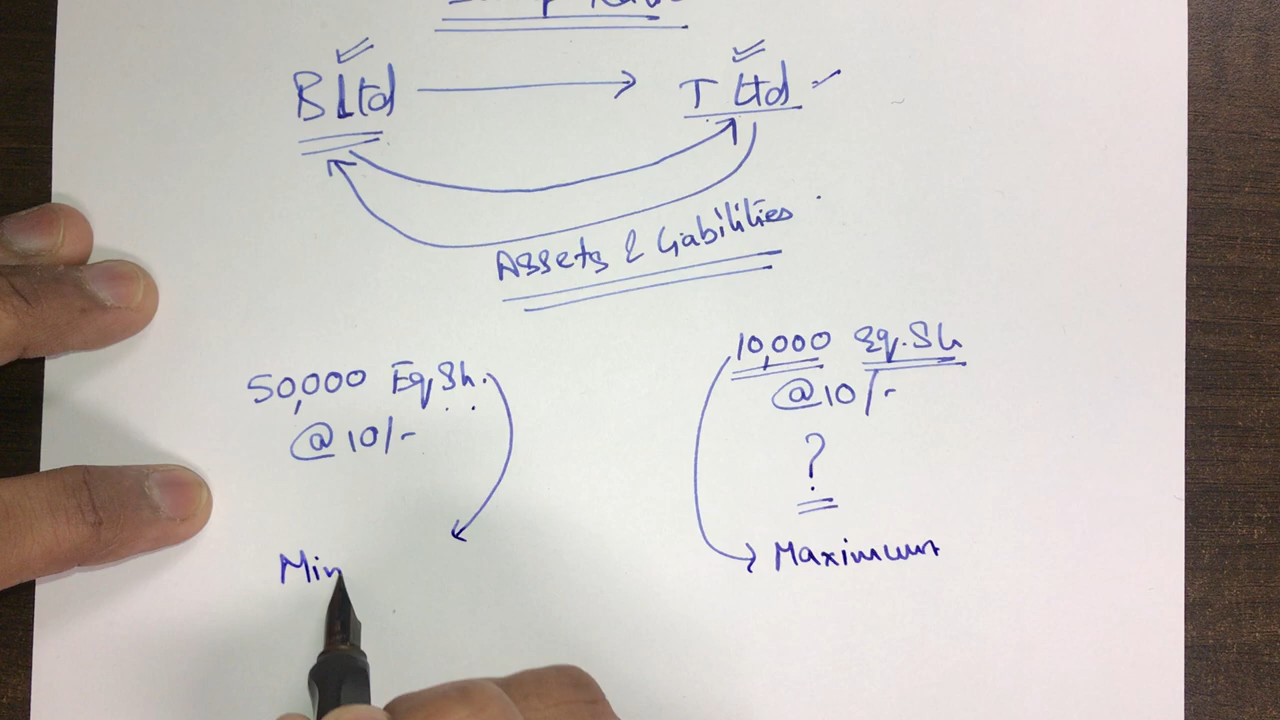 B Ltd T Ltd
Assets & Liabilities
50,000 Eq Sh. 10,000 Eq.Sh
@ 10/- @ 10/-
?
Min Maximum